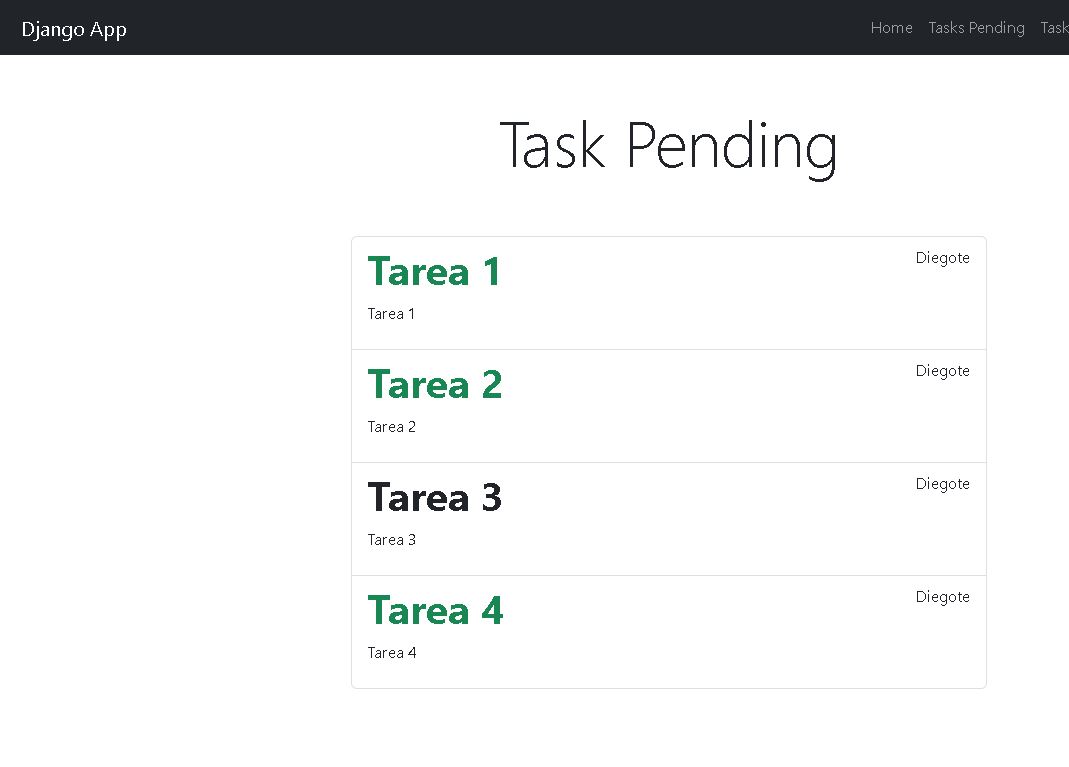 Django App
Home Tasks Pending Task
Task Pending
Tarea 1 Diegote
Tarea 1
Tarea 2 Diegote
Tarea 2
Tarea 3 Diegote
Tarea 3
Tarea 4 Diegote
Tarea 4